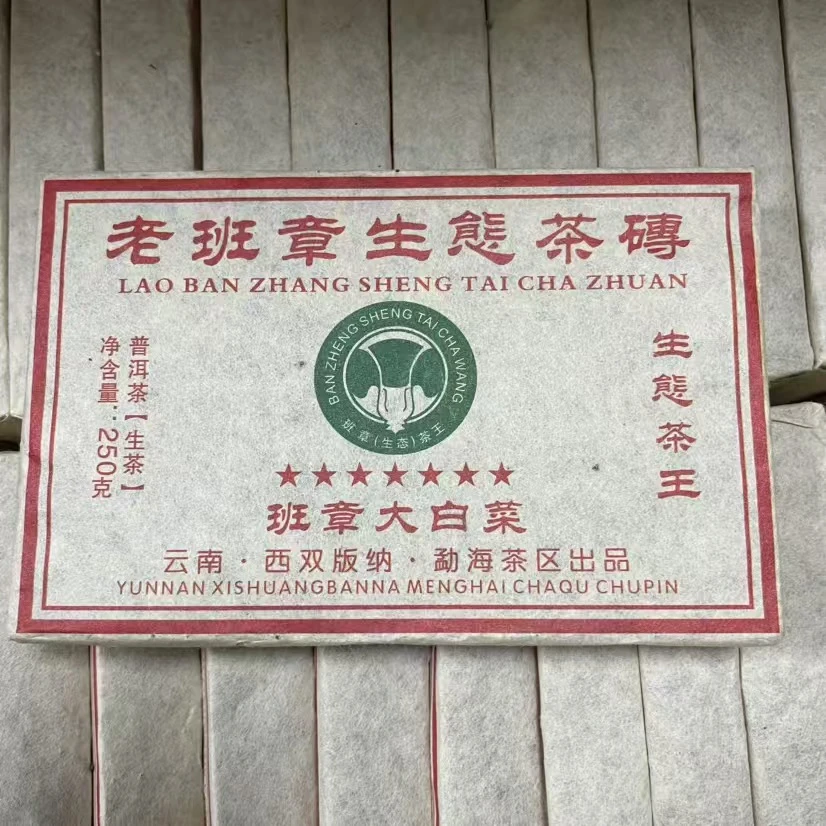 老班章生態茶磚
LAO BAN ZHANG SHENG TAI CHA ZHUAN
普洱茶【生茶】
净含量：250克
BAN ZHENG SHENG TAI CHA WANG
班章(生态)茶王
生態茶王
★★★★★★★
班章大白菜
云南·西双版纳·勐海茶区出品
YUNNAN XISHUANGBANNA MENGHAI CHAQU CHUPIN